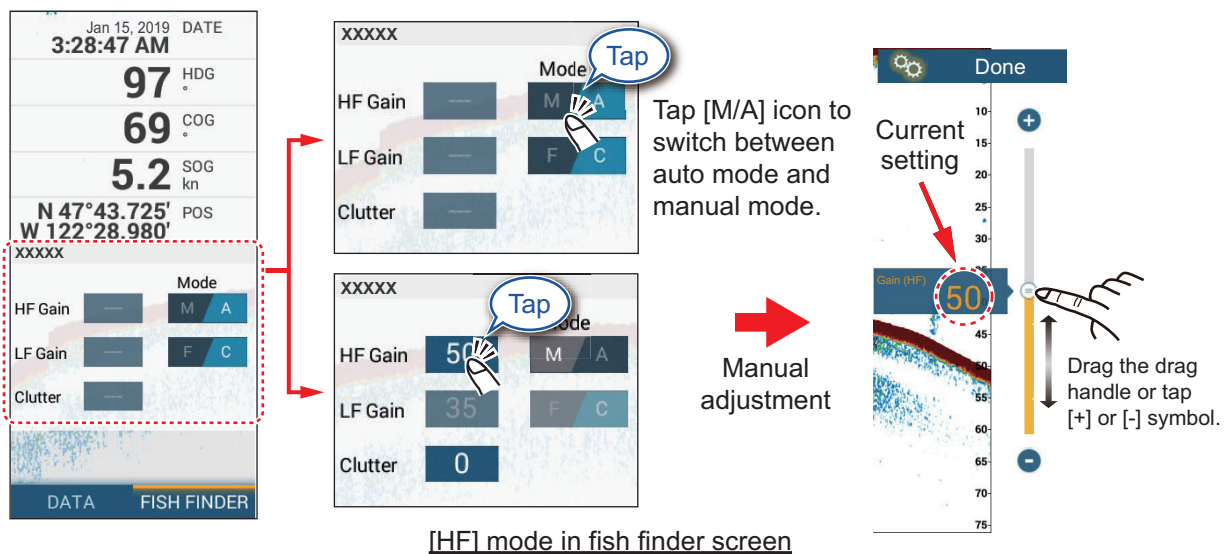 Jan 15, 2019 DATE
3:28:47 AM
97 HDG
°
69 COG
°
5.2 SOG
kn
N 47°43.725′ POS
W 122°28.980′
XXXXX
Mode
HF Gain --- M A
LF Gain --- F C
Clutter ---
DATA FISH FINDER
XXXXX
Tap
Mode
HF Gain --- M A
LF Gain --- F C
Clutter ---
Tap [M/A] icon to
switch between
auto mode and
manual mode.
XXXXX
Tap
ode
HF Gain 50 M A
LF Gain 35 F C
Clutter 0
Manual
adjustment
Done
Current
setting
10
15
20
25
30
35
Gain (HF) 50
45
50
55
60
65
70
75
+
=
-
Drag the drag
handle or tap
[+] or [-] symbol.
[HF] mode in fish finder screen